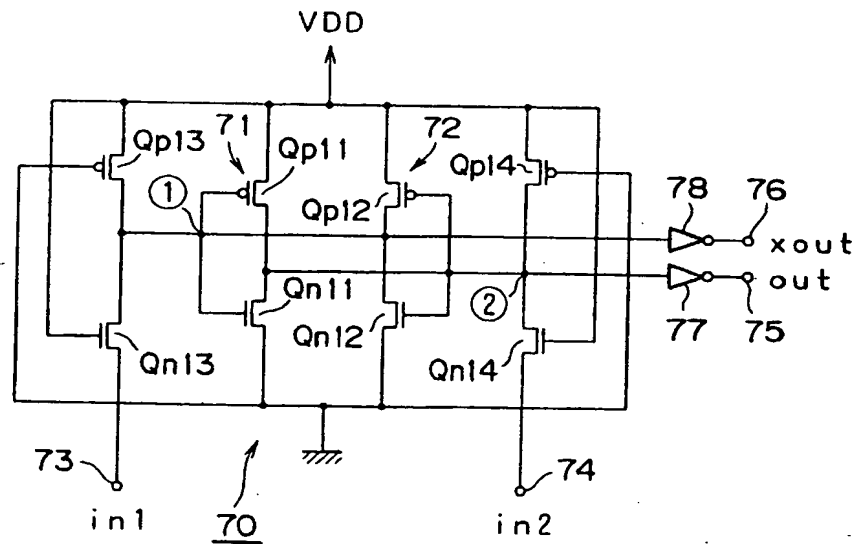 VDD
Qp13
71
Qp11
72
Qp12
Qp14
78
76
①
xout
out
②
Qn11
Qn12
77
75
Qn13
Qn14
73
74
in1
70
in2